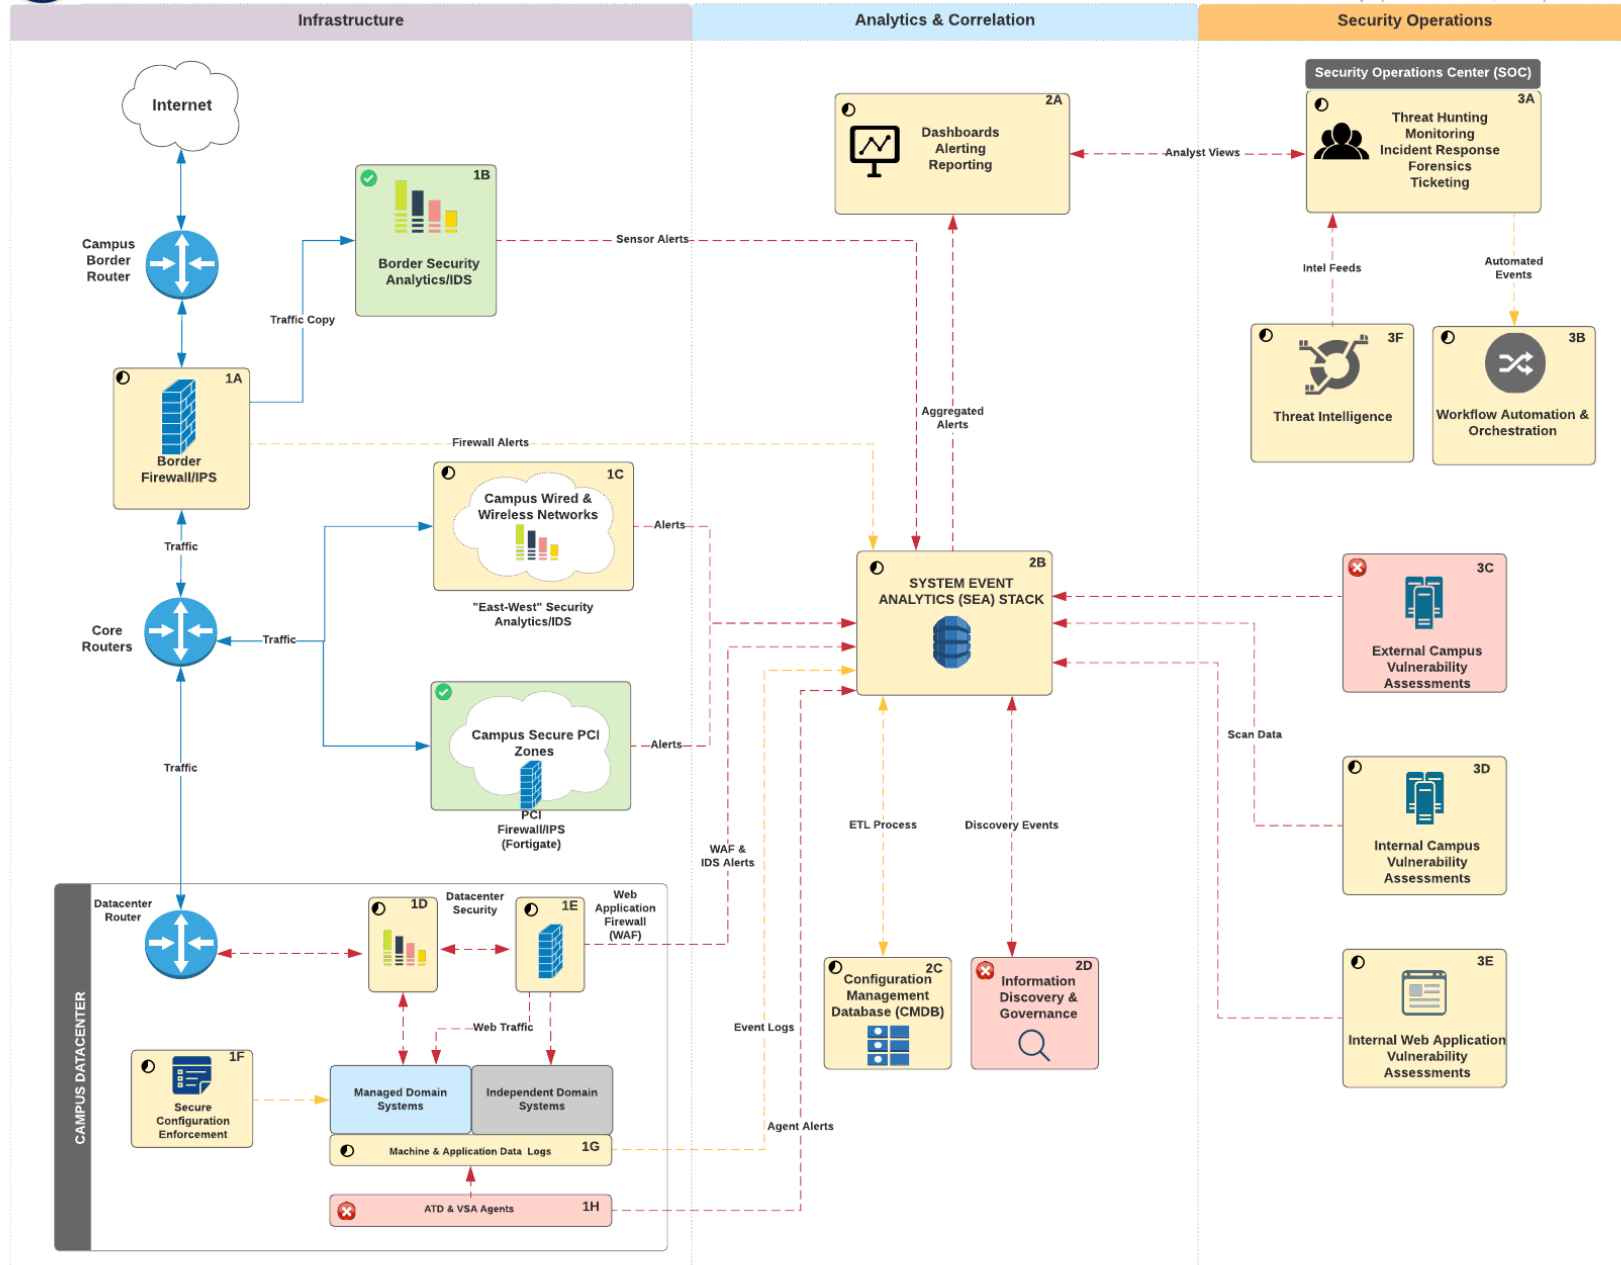 Infrastructure
Analytics & Correlation
Security Operations
Internet
Campus
Border
Router
1B
Border Security
Analytics/IDS
Traffic Copy
Sensor Alerts
1A
Border
Firewall/IPS
Firewall Alerts
1C
Campus Wired &
Wireless Networks
"East-West" Security
Analytics/IDS
Alerts
Traffic
Core
Routers
Traffic
Traffic
Campus Secure PCI
Zones
PCI
Firewall/IPS
(Fortigate)
Alerts
CAMPUS DATACENTER
Datacenter
Router
1D
Datacenter
Security
1E
Web
Application
Firewall
(WAF)
WAF &
IDS Alerts
Web Traffic
1F
Secure
Configuration
Enforcement
Managed Domain
Systems
Independent Domain
Systems
Machine & Application Data Logs
1G
ATD & VSA Agents
1H
Event Logs
Agent Alerts
2A
Dashboards
Alerting
Reporting
Analyst Views
Aggregated
Alerts
2B
SYSTEM EVENT
ANALYTICS (SEA) STACK
ETL Process
Discovery Events
2C
Configuration
Management
Database (CMDB)
2D
Information
Discovery &
Governance
Security Operations Center (SOC)
3A
Threat Hunting
Monitoring
Incident Response
Forensics
Ticketing
Intel Feeds
Automated
Events
3F
Threat Intelligence
3B
Workflow Automation &
Orchestration
3C
External Campus
Vulnerability
Assessments
Scan Data
3D
Internal Campus
Vulnerability
Assessments
3E
Internal Web Application
Vulnerability
Assessments